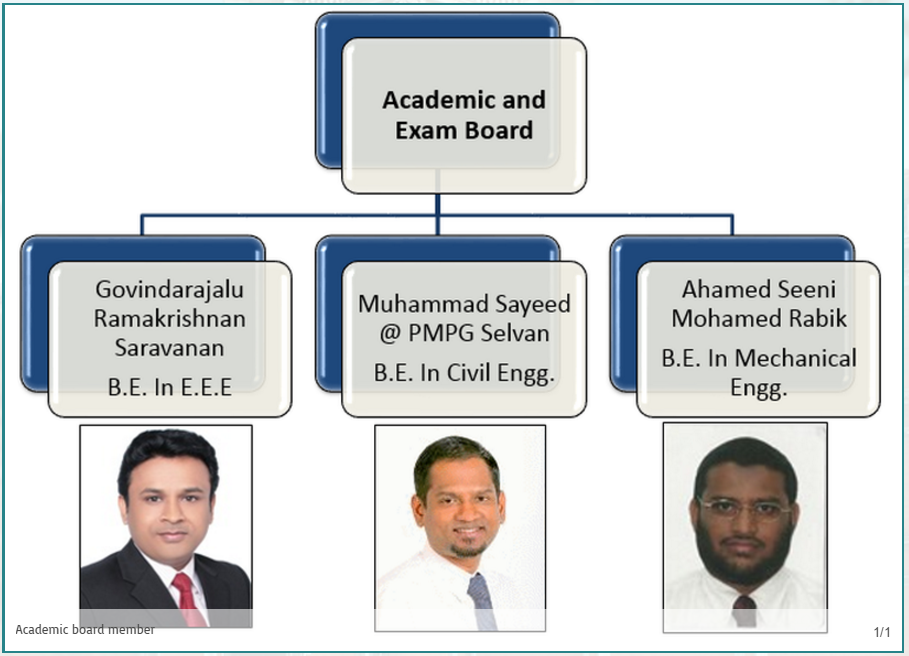 Academic and
Exam Board
Govindarajalu
Ramakrishnan
Saravanan
B.E. In E.E.E
Muhammad Sayeed
@ PMPG Selvan
B.E. In Civil Engg.
Ahamed Seeni
Mohamed Rabik
B.E. In Mechanical
Engg.
Academic board member
1/1